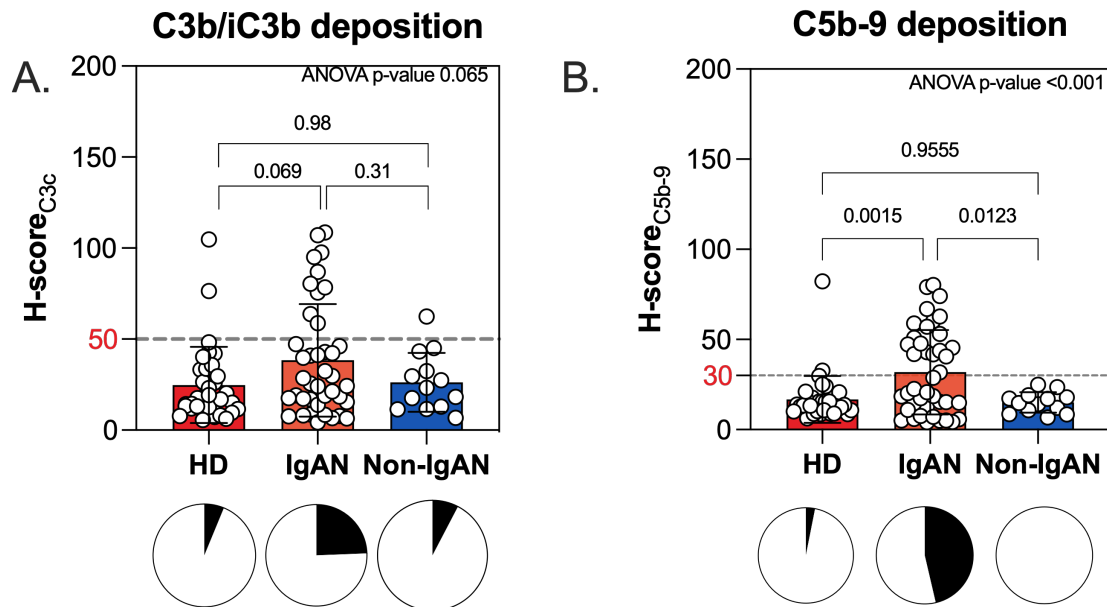 C3b/iC3b deposition
A.
ANOVA p-value 0.065
200
150
100
50
0
H-scoreC3c
0.98
0.069
0.31
HD
IgAN
Non-IgAN
C5b-9 deposition
B.
ANOVA p-value <0.001
200
150
100
50
30
0
H-scoreC5b-9
0.9555
0.0015
0.0123
HD
IgAN
Non-IgAN